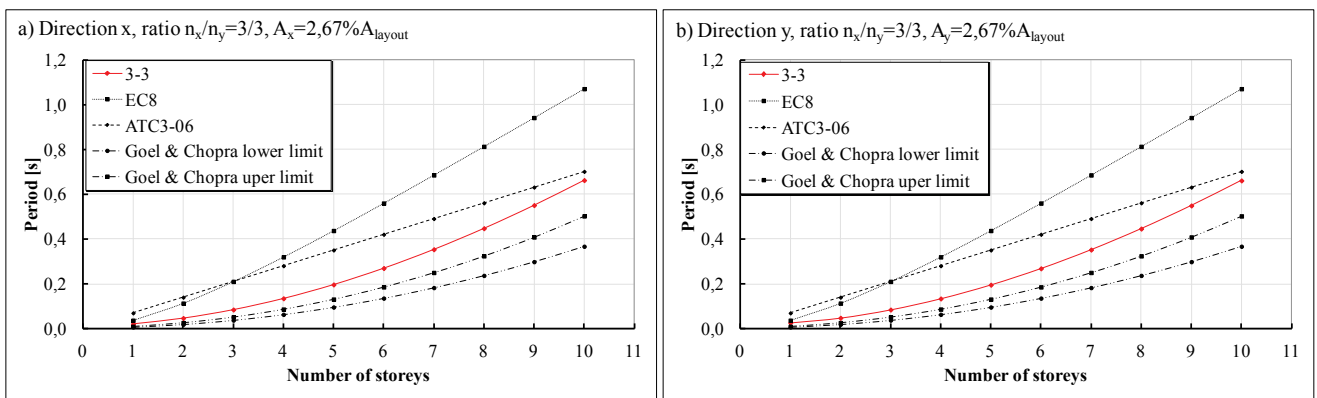 a) Direction x, ratio nx/ny=3/3, Ax=2,67%Alayout
1,2
1,0
0,8
0,6
0,4
0,2
0,0
Period [s]
3-3
EC8
ATC3-06
Goel & Chopra lower limit
Goel & Chopra uper limit
0 1 2 3 4 5 6 7 8 9 10 11
Number of storeys
b) Direction y, ratio nx/ny=3/3, Ay=2,67%Alayout
1,2
1,0
0,8
0,6
0,4
0,2
0,0
Period [s]
3-3
EC8
ATC3-06
Goel & Chopra lower limit
Goel & Chopra uper limit
0 1 2 3 4 5 6 7 8 9 10 11
Number of storeys